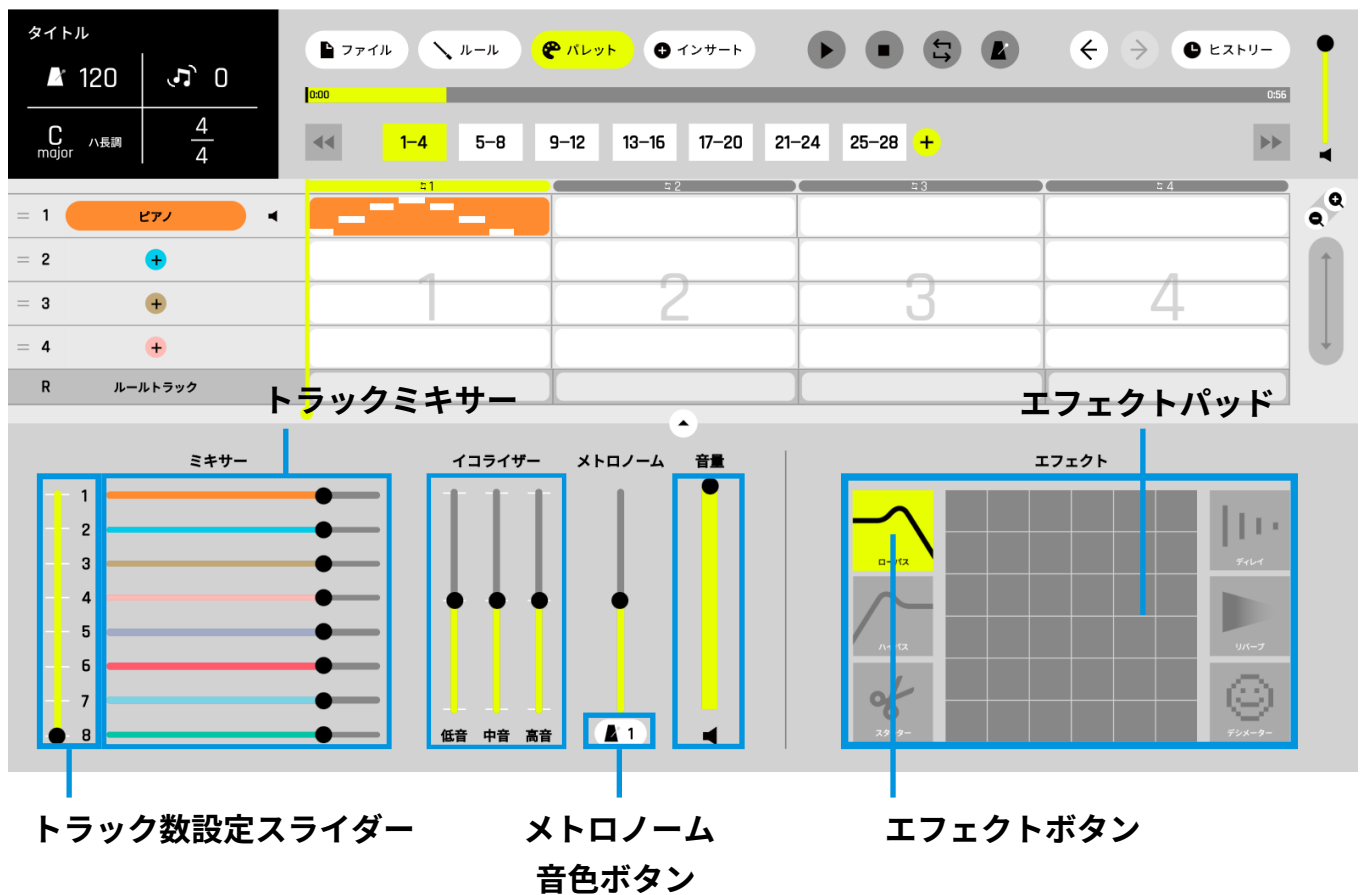 タイトル
120
0
C
major
ハ長調
4
4
ファイル
ルール
パレット
インサート
ヒストリー
0:00
0:56
1–4
5–8
9–12
13–16
17–20
21–24
25–28
+
1
2
3
4
1
ピアノ
2
+
3
+
4
+
1
2
3
4
R
ルールトラック
トラックミキサー
エフェクトパッド
ミキサー
イコライザー
メトロノーム
音量
エフェクト
1
2
3
4
5
6
7
8
低音
中音
高音
1
ローパス
ハイパス
スタッター
ディレイ
リバーブ
デシメーター
トラック数設定スライダー
メトロノーム
音色ボタン
エフェクトボタン